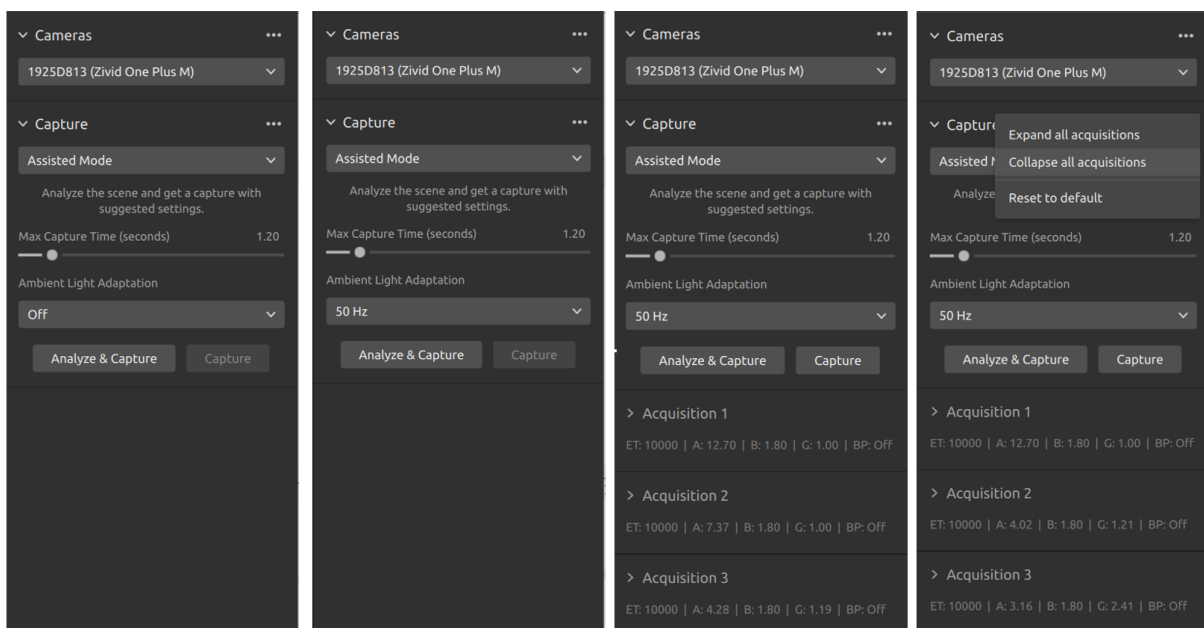 Cameras
1925D813 (Zivid One Plus M)
Capture
Assisted Mode
Analyze the scene and get a capture with
suggested settings.
Max Capture Time (seconds) 1.20
Ambient Light Adaptation
Off
Analyze & Capture Capture
Cameras
1925D813 (Zivid One Plus M)
Capture
Assisted Mode
Analyze the scene and get a capture with
suggested settings.
Max Capture Time (seconds) 1.20
Ambient Light Adaptation
50 Hz
Analyze & Capture Capture
Cameras
1925D813 (Zivid One Plus M)
Capture
Assisted Mode
Analyze the scene and get a capture with
suggested settings.
Max Capture Time (seconds) 1.20
Ambient Light Adaptation
50 Hz
Analyze & Capture Capture
Acquisition 1
ET: 10000 | A: 12.70 | B: 1.80 | G: 1.00 | BP: Off
Acquisition 2
ET: 10000 | A: 7.37 | B: 1.80 | G: 1.00 | BP: Off
Acquisition 3
ET: 10000 | A: 4.28 | B: 1.80 | G: 1.19 | BP: Off
Cameras
1925D813 (Zivid One Plus M)
Capture
Expand all acquisitions
Assisted M
Collapse all acquisitions
Analyze
Reset to default
Max Capture Time (seconds) 1.20
Ambient Light Adaptation
50 Hz
Analyze & Capture Capture
Acquisition 1
ET: 10000 | A: 12.70 | B: 1.80 | G: 1.00 | BP: Off
Acquisition 2
ET: 10000 | A: 4.02 | B: 1.80 | G: 1.21 | BP: Off
Acquisition 3
ET: 10000 | A: 3.16 | B: 1.80 | G: 2.41 | BP: Off